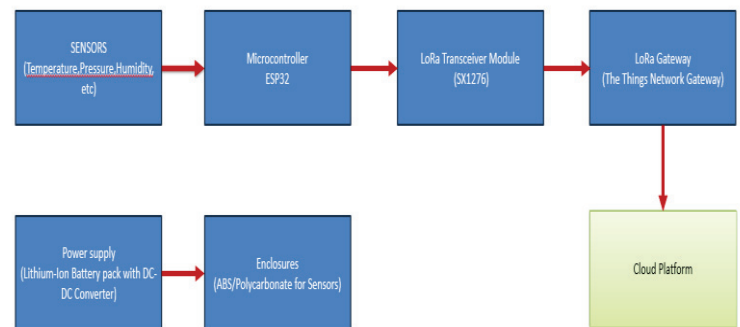 SENSORS
(Temperature,Pressure,Humidity,
etc)
Microcontroller
ESP32
LoRa Transceiver Module
(SX1276)
LoRa Gateway
(The Things Network Gateway)
Power supply
(Lithium-Ion Battery pack with DC-
DC Converter)
Enclosures
(ABS/Polycarbonate for Sensors)
Cloud Platform